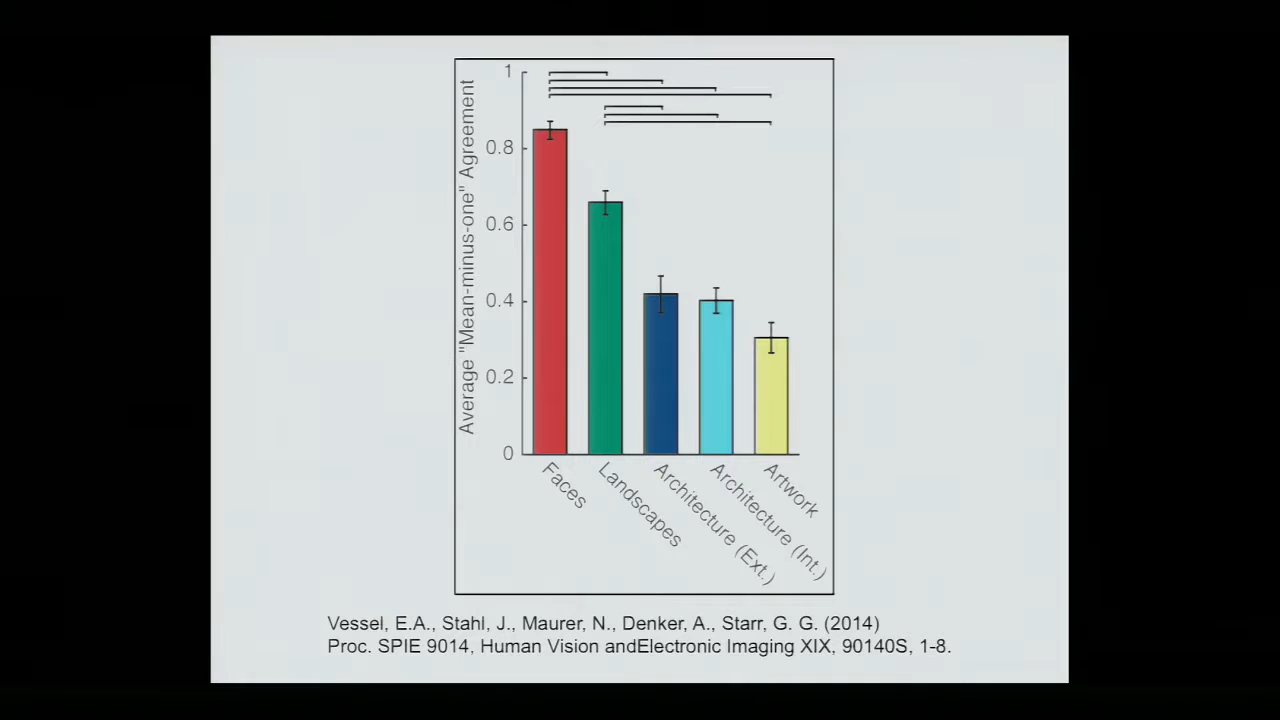 Average "Mean-minus-one" Agreement
1
0.8
0.6
0.4
0.2
0
Faces
Landscapes
Architecture (Ext.)
Architecture (Int.)
Artwork
Vessel, E.A., Stahl, J., Maurer, N., Denker, A., Starr, G. G. (2014)
Proc. SPIE 9014, Human Vision andElectronic Imaging XIX, 90140S, 1-8.